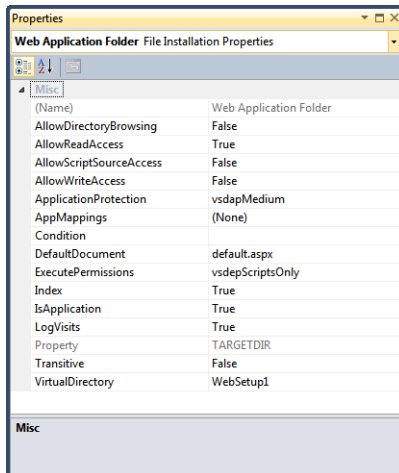 Properties
Web Application Folder File Installation Properties
Misc
(Name) Web Application Folder
AllowDirectoryBrowsing False
AllowReadAccess True
AllowScriptSourceAccess False
AllowWriteAccess False
ApplicationProtection vsdapMedium
AppMappings (None)
Condition
DefaultDocument default.aspx
ExecutePermissions vsdepScriptsOnly
Index True
IsApplication True
LogVisits True
Property TARGETDIR
Transitive False
VirtualDirectory WebSetup1
Misc